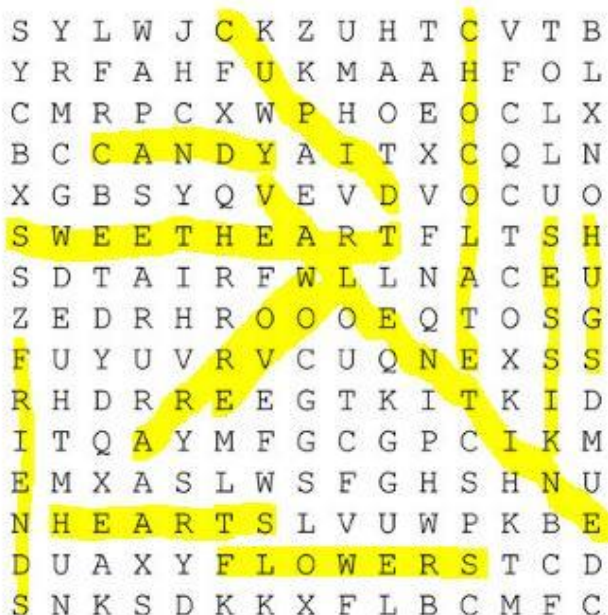 S Y L W J C K Z U H T C V T B
Y R F A H F U K M A A H F O L
C M R P C X W P H O E O C L X
B C C A N D Y A I T X C Q L N
X G B S Y Q V E V D V O C U O
S W E E T H E A R T F L T S H
S D T A I R F W L L N A C E U
Z E D R H R O O O E Q T O S G
F U Y U V R V C U Q N E X S S
R H D R R E E G T K I T K I D
I T Q A Y M F G C G P C I K M
E M X A S L W S F G H S H N U
N H E A R T S L V U W P K B E
D U A X Y F L O W E R S T C D
S N K S D K K X F L B C M F C